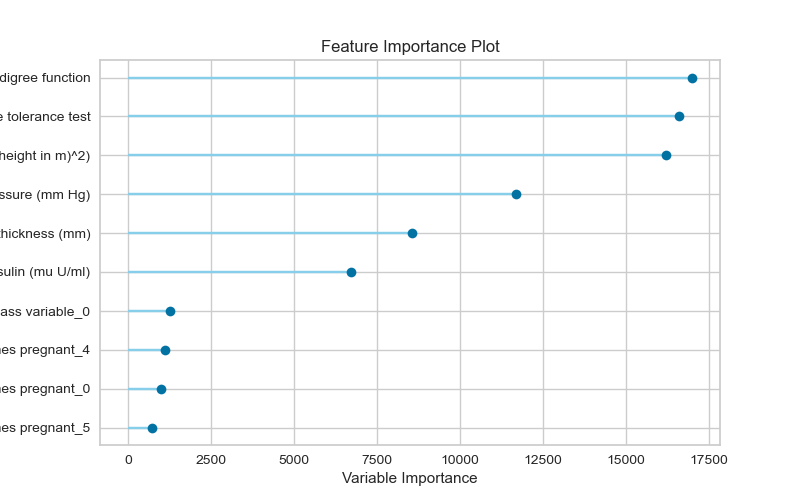 Feature Importance Plot
digree function
e tolerance test
height in m)^2)
ssure (mm Hg)
thickness (mm)
sulin (mu U/ml)
ass variable_0
nes pregnant_4
nes pregnant_0
nes pregnant_5
0 2500 5000 7500 10000 12500 15000 17500
Variable Importance